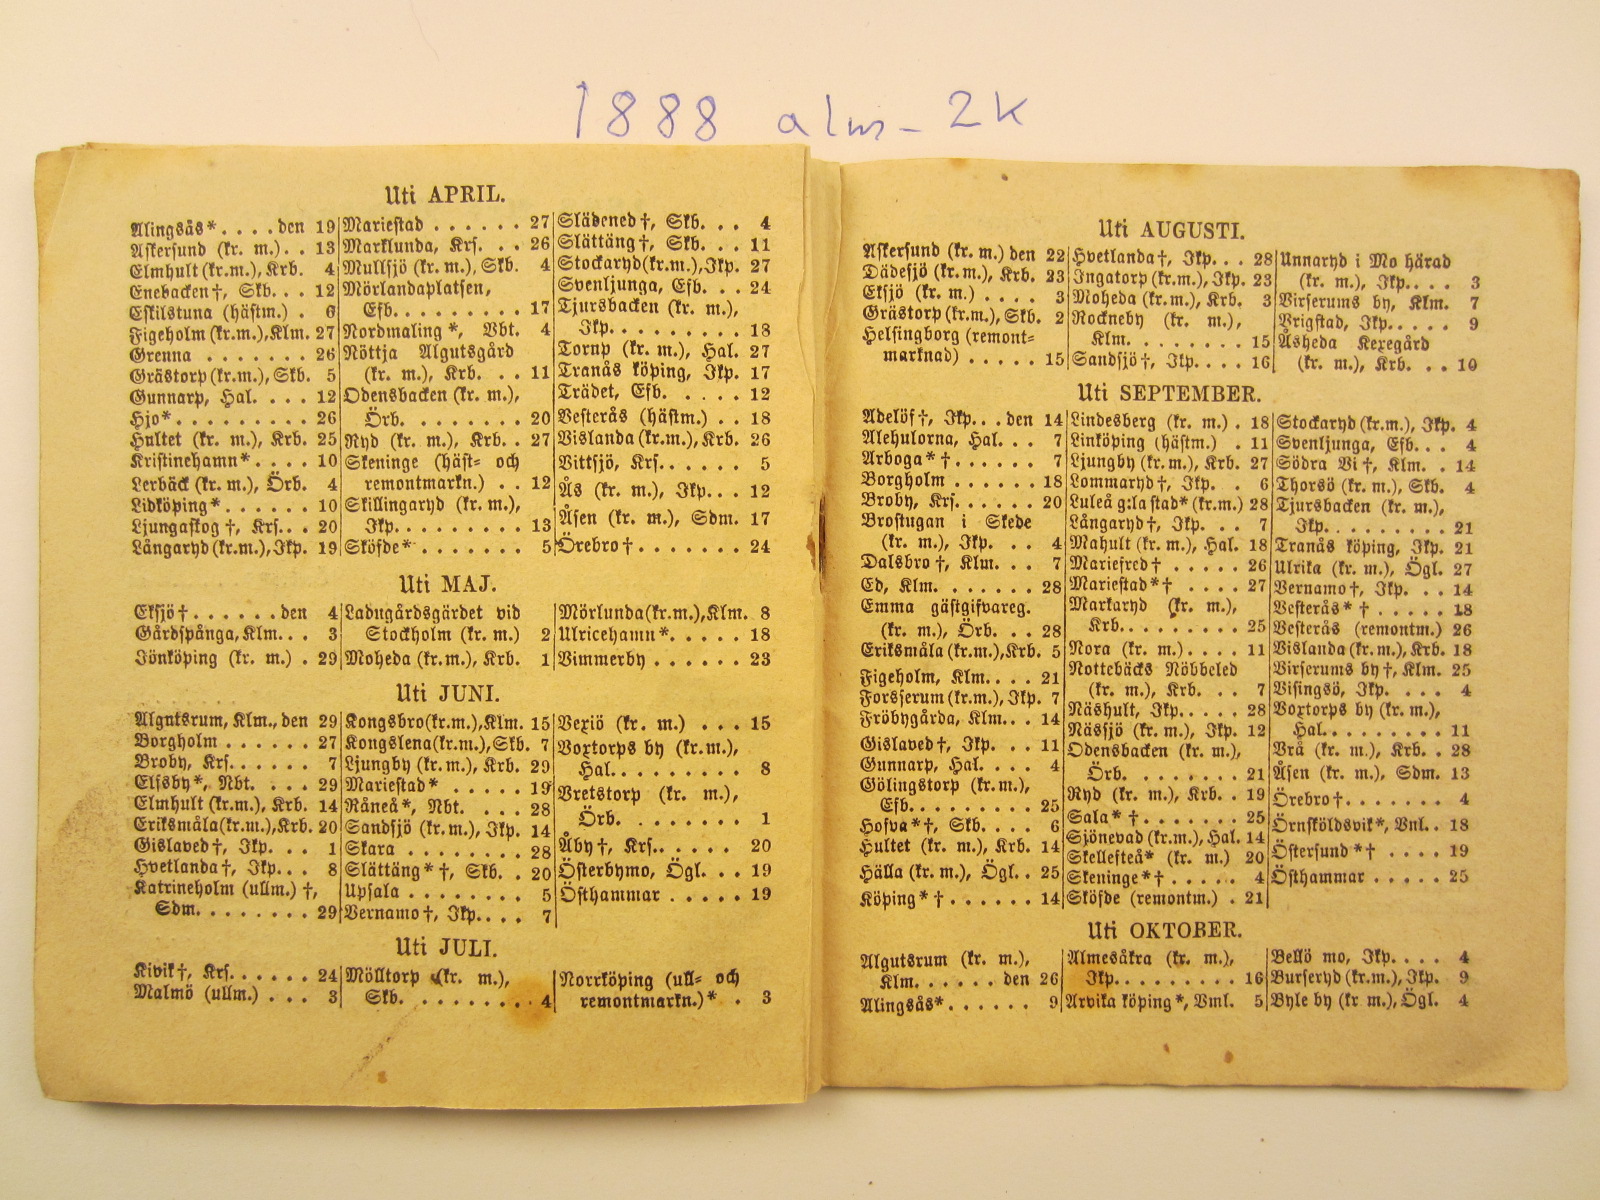 1888 alm - 2K
Uti APRIL.
Alingsås* . . . . den 19
Askersund (kr. m.) . . 13
Elmhult (kr.m.), Krb. 4
Enebacken †, Skb. . . 12
Eskilstuna (hästm.) . 6
Figeholm (kr.m.), Klm. 27
Grenna . . . . . . . 26
Grästorp (kr.m.), Skb. 5
Gunnarp, Hal. . . . 12
Hjo* . . . . . . . . 26
Hultet (kr. m.), Krb. 25
Kristinehamn* . . . . 10
Lerbäck (kr. m.), Örb. 4
Lidköping* . . . . . 10
Ljungaskog †, Krs. . . 20
Långaryd (kr.m.), Jkp. 19
Mariestad . . . . . . 27
Marklunda, Krs. . . 26
Mullsjö (kr. m.), Skb. 4
Mörlandaplatsen,
Efb. . . . . . . . 17
Nordmaling *, Vbt. 4
Nöttja Algutsgård
(kr. m.), Krb. . . 11
Odensbacken (kr. m.),
Örb. . . . . . . . 20
Ryd (kr. m.), Krb. . 27
Skeninge (häst- och
remontmarkn.) . . 12
Skillingaryd (kr. m.),
Jkp. . . . . . . . 13
Sköfde* . . . . . . . 5
Slädened †, Skb. . . 4
Slättäng †, Skb. . . 11
Stockaryd (kr.m.), Jkp. 27
Svenljunga, Efb. . . 24
Tjursbacken (kr. m.),
Jkp. . . . . . . . 18
Tornp (kr. m.), Hal. 27
Tranås köping, Jkp. 17
Trädet, Efb. . . . . 12
Vesterås (hästm.) . . 18
Vislanda (kr.m.), Krb. 26
Vittsjö, Krs. . . . . 5
Ås (kr. m.), Jkp. . . 12
Åsen (kr. m.), Sdm. 17
Örebro † . . . . . . . 24
Uti MAJ.
Eksjö † . . . . . . den 4
Gårdspånga, Klm. . . 3
Jönköping (kr. m.) . 29
Ladugårdsgärdet vid
Stockholm (kr. m.) 2
Moheda (kr. m.), Krb. 1
Mörlunda (kr.m.), Klm. 8
Ulricehamn* . . . . . 18
Vimmerby . . . . . . 23
Uti JUNI.
Algutsrum, Klm., den 29
Borgholm . . . . . . 27
Broby, Krs. . . . . . 7
Elfsby*, Nbt. . . . 29
Elmhult (kr.m.), Krb. 14
Eriksmåla (kr.m.), Krb. 20
Gislaved †, Jkp. . . 1
Hvetlanda †, Jkp. . . 8
Katrineholm (ullm.) †,
Sdm. . . . . . . . 29
Kongsbro (kr.m.), Klm. 15
Kongslena (kr.m.), Skb. 7
Ljungby (kr. m.), Krb. 29
Mariestad* . . . . . 19
Råneå*, Nbt. . . . 28
Sandsjö (kr. m.), Jkp. 14
Skara . . . . . . . . 28
Slättäng * †, Skb. . 20
Upsala . . . . . . . 5
Vernamo †, Jkp. . . . 7
Vexiö (kr. m.) . . . 15
Voxtorps by (kr. m.),
Hal. . . . . . . . 8
Vretstorp (kr. m.),
Örb. . . . . . . . 1
Åby †, Krs. . . . . . 20
Österbymo, Ögl. . . 19
Östhammar . . . . . 19
Uti JULI.
Kivik †, Krs. . . . . . 24
Malmö (ullm.) . . . 3
Mölltorp (kr. m.),
Skb. . . . . . . . 4
Norrköping (ull- och
remontmarkn.)* . 3
Uti AUGUSTI.
Askersund (kr. m.) den 22
Dädesjö (kr. m.), Krb. 23
Eksjö (kr. m.) . . . . 3
Grästorp (kr.m.), Skb. 2
Helsingborg (remont-
marknad) . . . . . 15
Hvetlanda †, Jkp. . . 28
Ingatorp (kr.m.), Jkp. 23
Moheda (kr. m.), Krb. 3
Rockneby (kr. m.),
Klm. . . . . . . . 15
Sandsjö †, Jkp. . . . 16
Unnaryd i Mo härad
(kr. m.), Jkp. . . . 3
Virserums by, Klm. 7
Vrigstad, Jkp. . . . . 9
Åsheda Kexegård
(kr. m.), Krb. . . 10
Uti SEPTEMBER.
Adelöf †, Jkp. . . den 14
Alehulorna, Hal. . . 7
Arboga * † . . . . . . 7
Borgholm . . . . . . 18
Broby, Krs. . . . . . 20
Brostugan i Skede
(kr. m.), Jkp. . . 4
Dalsbro †, Klm. . . 7
Ed, Klm. . . . . . . 28
Emma gästgifvareg.
(kr. m.), Örb. . . 28
Eriksmåla (kr.m.), Krb. 5
Figeholm, Klm. . . . 21
Forsserum (kr.m.), Jkp. 7
Fröbygårda, Klm. . . 14
Gislaved †, Jkp. . . 11
Gunnarp, Hal. . . . 4
Gölingstorp (kr. m.),
Efb. . . . . . . . 25
Hofva * †, Skb. . . . 6
Hultet (kr. m.), Krb. 14
Hälla (kr. m.), Ögl. . 25
Köping * † . . . . . . 14
Lindesberg (kr. m.) . 18
Linköping (hästm.) . 11
Ljungby (kr. m.), Krb. 27
Lommaryd †, Jkp. . 6
Luleå g:la stad* (kr.m.) 28
Långaryd †, Jkp. . . 7
Mahult (kr. m.), Hal. 18
Mariefred † . . . . . 26
Mariestad * † . . . . 27
Markaryd (kr. m.),
Krb. . . . . . . . 25
Nora (kr. m.) . . . . 11
Nottebäcks Nöbbeled
(kr. m.), Krb. . . 7
Näshult, Jkp. . . . . 28
Näsjö (kr. m.), Jkp. 12
Odensbacken (kr. m.),
Örb. . . . . . . . 21
Ryd (kr. m.), Krb. . 19
Sala * † . . . . . . . 25
Sjönevad (kr.m.), Hal. 14
Skellefteå* (kr. m.) 20
Skeninge * † . . . . . 4
Sköfde (remontm.) . 21
Stockaryd (kr.m.), Jkp. 4
Svenljunga, Efb. . . 4
Södra Vi †, Klm. . 14
Thorsö (kr. m.), Skb. 4
Tjursbacken (kr. m.),
Jkp. . . . . . . . 21
Tranås köping, Jkp. 21
Ulrika (kr. m.), Ögl. 27
Vernamo †, Jkp. . . 14
Vesterås * † . . . . . 18
Vesterås (remontm.) 26
Vislanda (kr. m.), Krb. 18
Virserums by †, Klm. 25
Visingsö, Jkp. . . . . 4
Voxtorps by (kr. m.),
Hal. . . . . . . . 11
Vrå (kr. m.), Krb. . 28
Åsen (kr. m.), Sdm. 13
Örebro † . . . . . . . 4
Örnsköldsvik*, Vnl. . 18
Östersund * † . . . . 19
Östhammar . . . . . 25
Uti OKTOBER.
Algutsrum (kr. m.),
Klm. . . . . . den 26
Alingsås* . . . . . . 9
Almesåkra (kr. m.),
Jkp. . . . . . . . 16
Arvika köping *, Vml. 5
Bellö mo, Jkp. . . . 4
Burseryd (kr.m.), Jkp. 9
Byle by (kr. m.), Ögl. 4